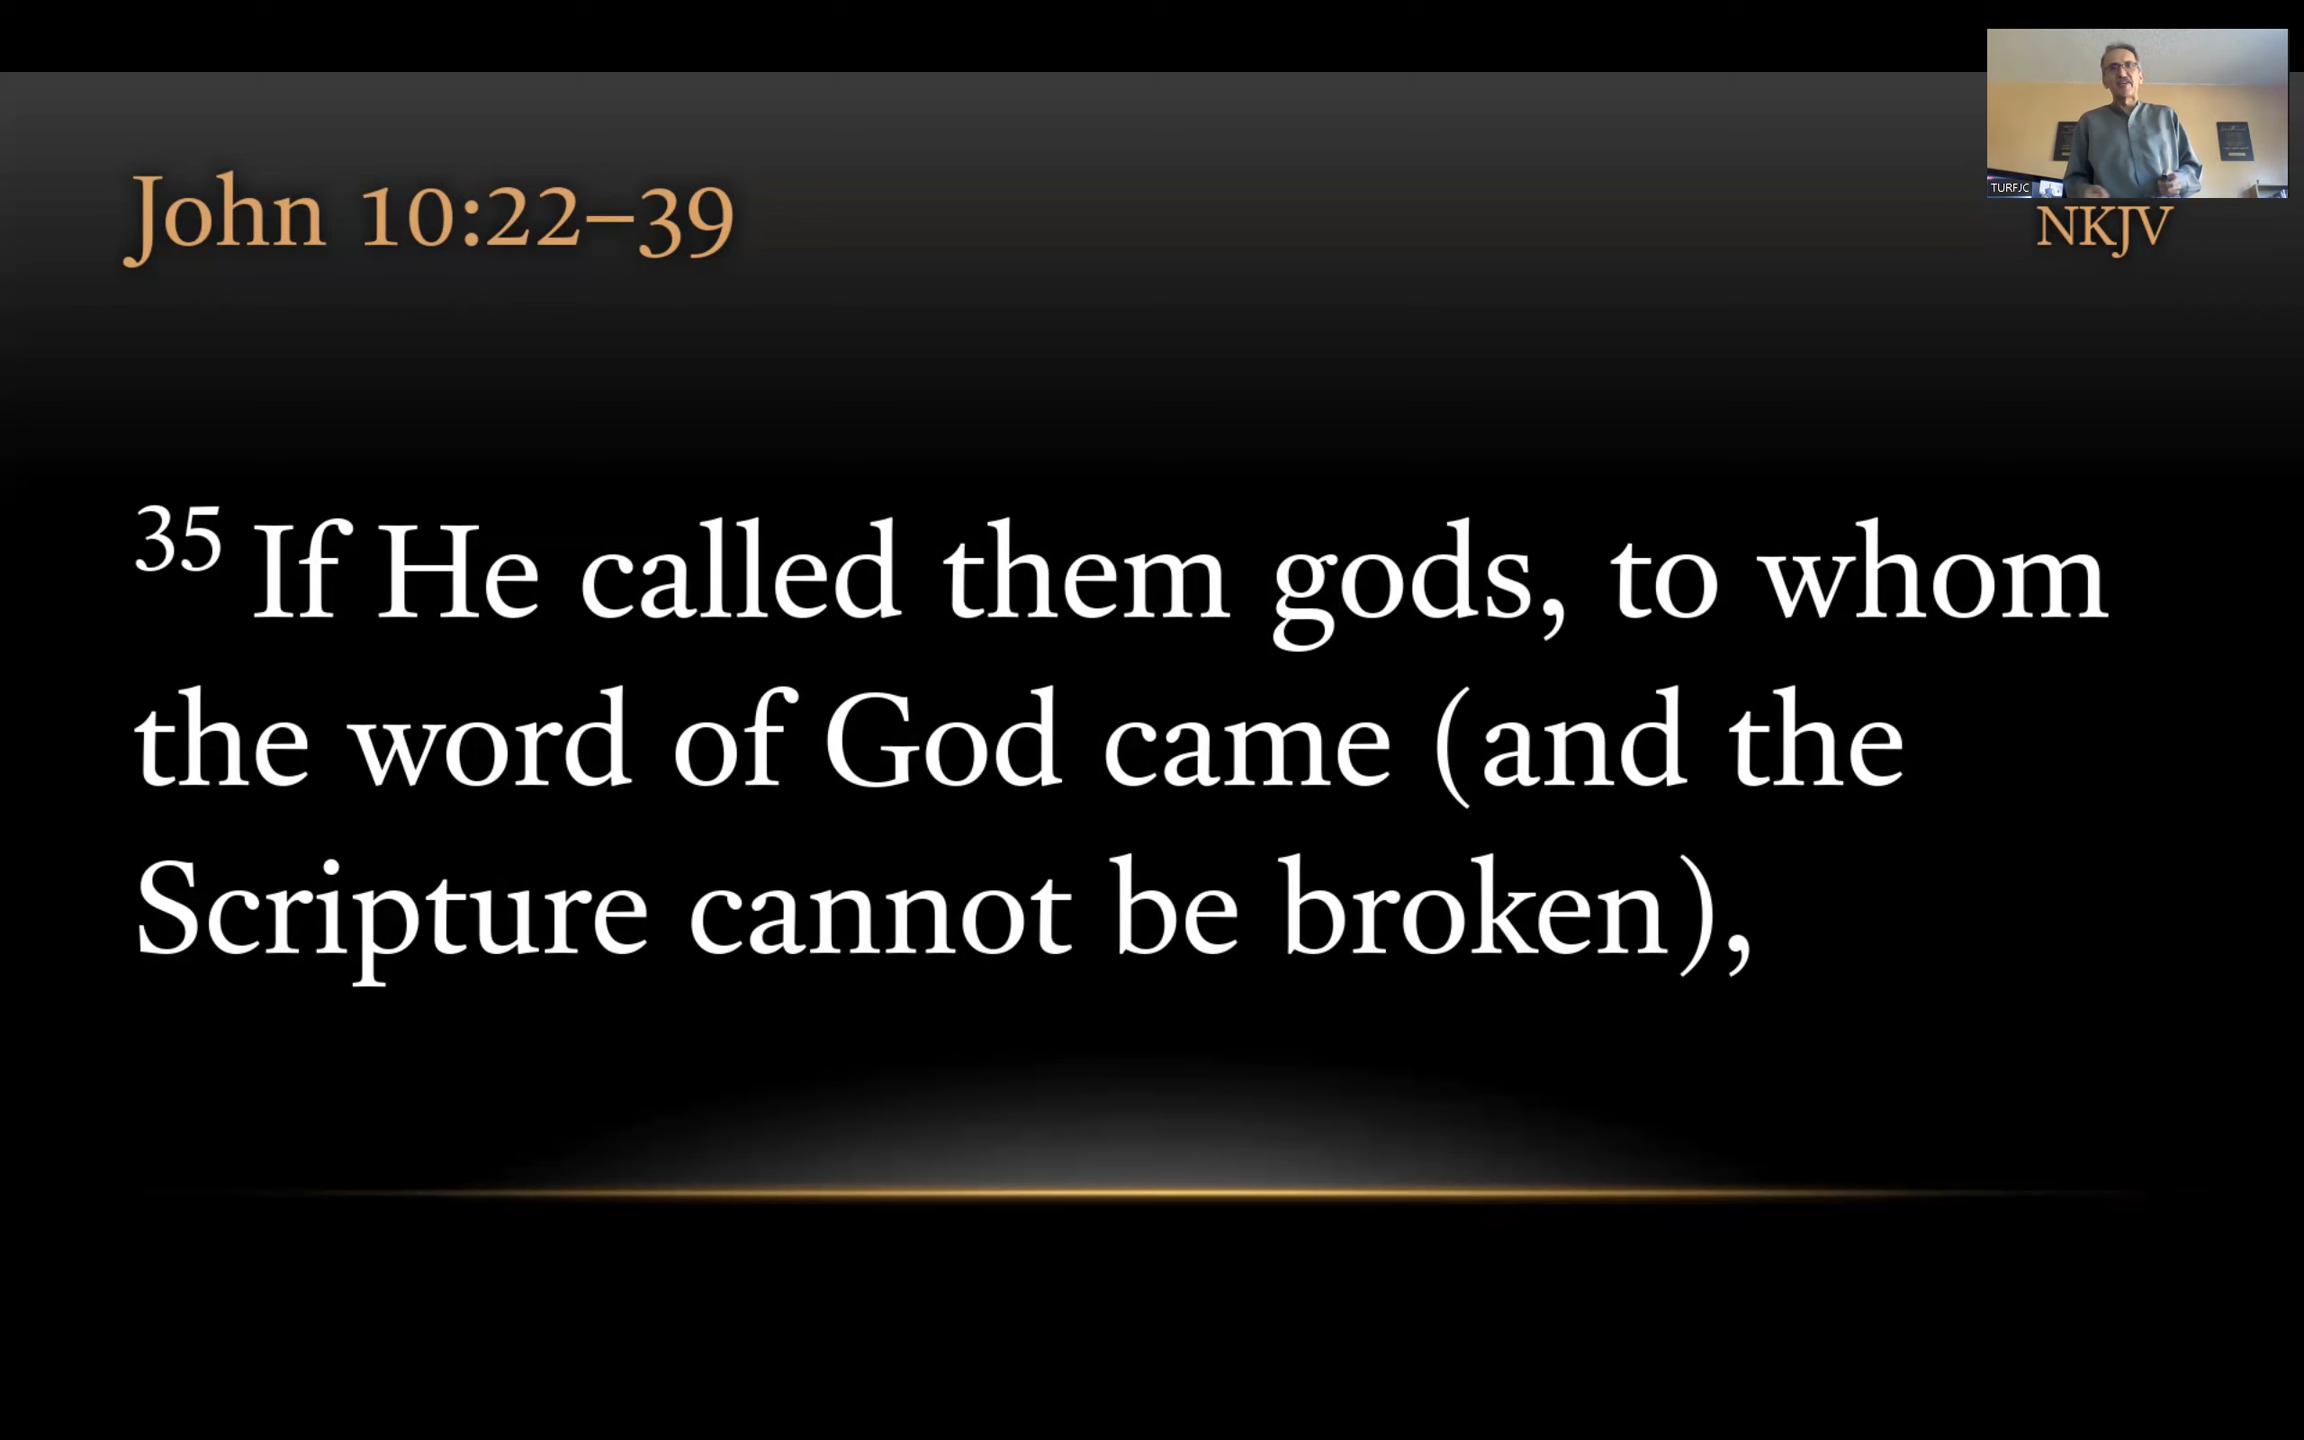 TURFJC
John 10:22–39
NKJV
35 If He called them gods, to whom
the word of God came (and the
Scripture cannot be broken),